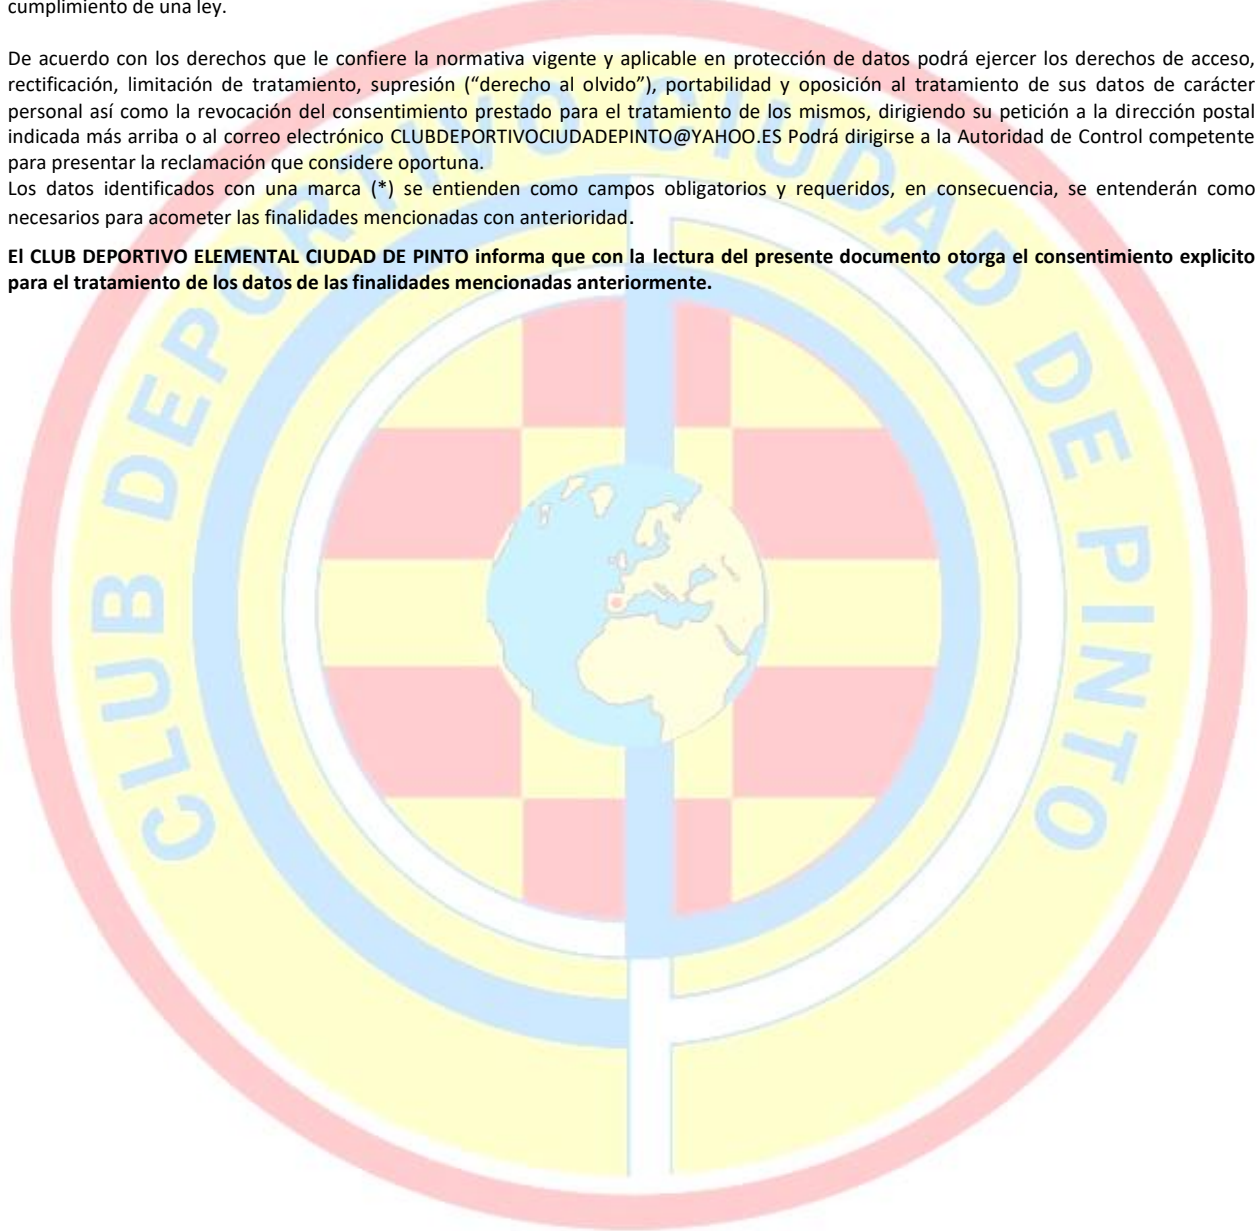 cumplimiento de una ley.
De acuerdo con los derechos que le confiere la normativa vigente y aplicable en protección de datos podrá ejercer los derechos de acceso,
rectificación, limitación de tratamiento, supresión (“derecho al olvido”), portabilidad y oposición al tratamiento de sus datos de carácter
personal así como la revocación del consentimiento prestado para el tratamiento de los mismos, dirigiendo su petición a la dirección postal
indicada más arriba o al correo electrónico CLUBDEPORTIVOCIUDADEPINTO@YAHOO.ES Podrá dirigirse a la Autoridad de Control competente
para presentar la reclamación que considere oportuna.
Los datos identificados con una marca (*) se entienden como campos obligatorios y requeridos, en consecuencia, se entenderán como
necesarios para acometer las finalidades mencionadas con anterioridad.
El CLUB DEPORTIVO ELEMENTAL CIUDAD DE PINTO informa que con la lectura del presente documento otorga el consentimiento explicito
para el tratamiento de los datos de las finalidades mencionadas anteriormente.
CLUB DEPORTIVO CIUDAD DE PINTO